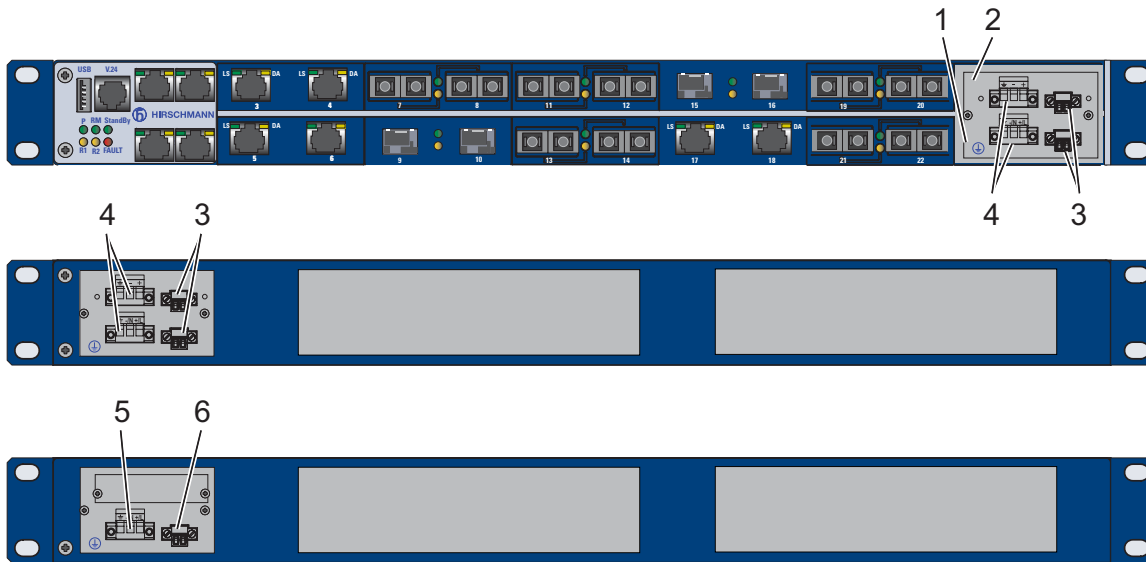 1 2
USB V.24
LS DA LS DA
3 4 7 8 11 12 15 16 19 20
HIRSCHMANN
P RM StandBy
R1 R2 FAULT
LS DA LS DA
5 6 9 10 13 14 17 18 21 22
4 3
4 3
5 6